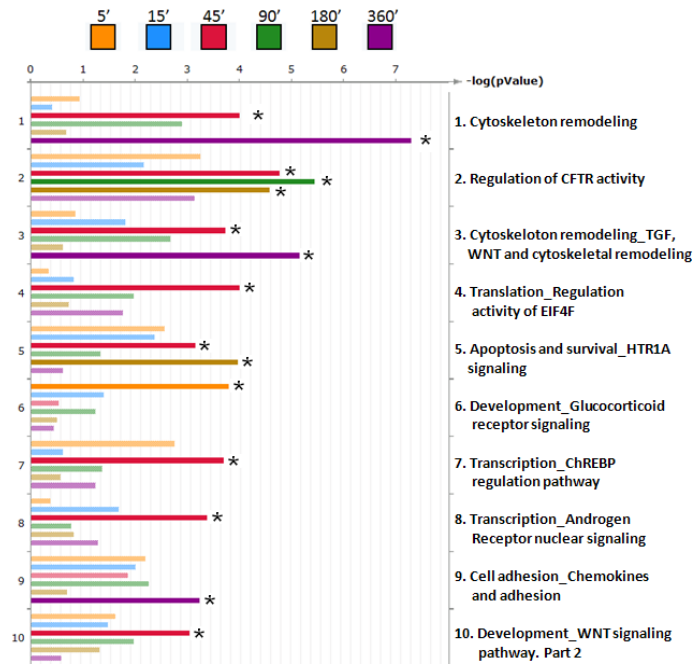 5' 15' 45' 90' 180' 360'
0 1 2 3 4 5 6 7 -log(pValue)
1 * * 1. Cytoskeleton remodeling
2 * * * 2. Regulation of CFTR activity
3 * * 3. Cytoskeloton remodeling_TGF,
WNT and cytoskeletal remodeling
4 * 4. Translation_Regulation
activity of EIF4F
5 * * 5. Apoptosis and survival_HTR1A
signaling
6 * 6. Development_Glucocorticoid
receptor signaling
7 * 7. Transcription_ChREBP
regulation pathway
8 * 8. Transcription_Androgen
Receptor nuclear signaling
9 * 9. Cell adhesion_Chemokines
and adhesion
10 * 10. Development_WNT signaling
pathway. Part 2